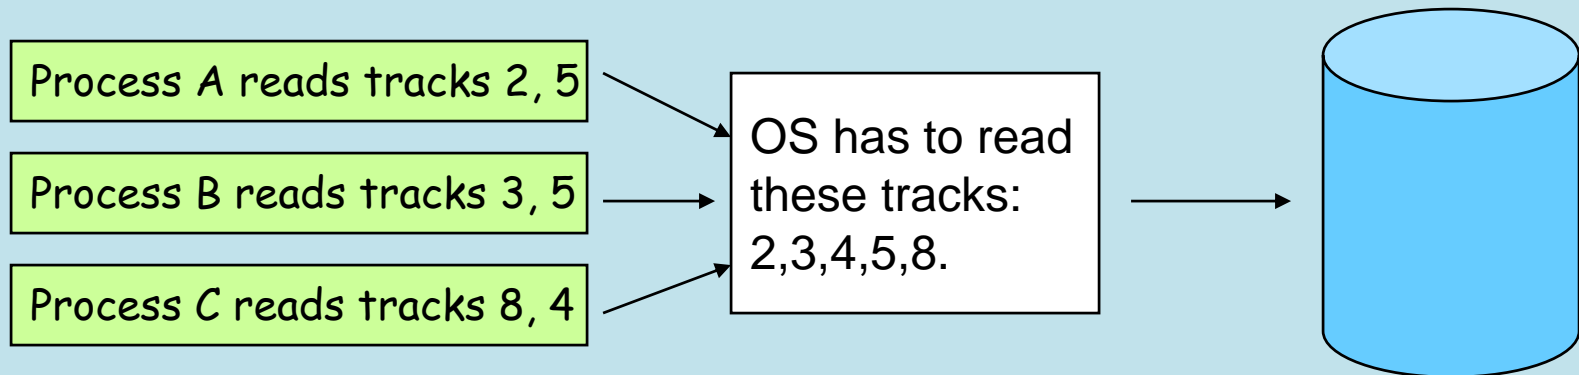 Process A reads tracks 2, 5
Process B reads tracks 3, 5
Process C reads tracks 8, 4
OS has to read
these tracks:
2,3,4,5,8.